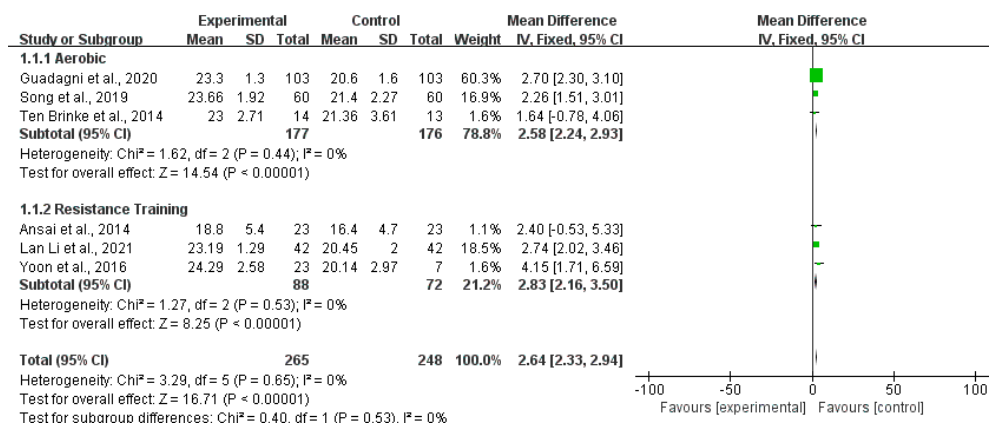 Experimental Control Mean Difference Mean Difference
Study or Subgroup Mean SD Total Mean SD Total Weight IV, Fixed, 95% CI IV, Fixed, 95% CI
1.1.1 Aerobic
Guadagni et al., 2020 23.3 1.3 103 20.6 1.6 103 60.3% 2.70 [2.30, 3.10]
Song et al., 2019 23.66 1.92 60 21.4 2.27 60 16.9% 2.26 [1.51, 3.01]
Ten Brinke et al., 2014 23 2.71 14 21.36 3.61 13 1.6% 1.64 [-0.78, 4.06]
Subtotal (95% CI) 177 176 78.8% 2.58 [2.24, 2.93]
Heterogeneity: Chi² = 1.62, df = 2 (P = 0.44); I² = 0%
Test for overall effect: Z = 14.54 (P < 0.00001)
1.1.2 Resistance Training
Ansai et al., 2014 18.8 5.4 23 16.4 4.7 23 1.1% 2.40 [-0.53, 5.33]
Lan Li et al., 2021 23.19 1.29 42 20.45 2 42 18.5% 2.74 [2.02, 3.46]
Yoon et al., 2016 24.29 2.58 23 20.14 2.97 7 1.6% 4.15 [1.71, 6.59]
Subtotal (95% CI) 88 72 21.2% 2.83 [2.16, 3.50]
Heterogeneity: Chi² = 1.27, df = 2 (P = 0.53); I² = 0%
Test for overall effect: Z = 8.25 (P < 0.00001)
Total (95% CI) 265 248 100.0% 2.64 [2.33, 2.94]
Heterogeneity: Chi² = 3.29, df = 5 (P = 0.65); I² = 0%
Test for overall effect: Z = 16.71 (P < 0.00001)
Test for subgroup differences: Chi² = 0.40, df = 1 (P = 0.53), I² = 0%
-100 -50 0 50 100
Favours [experimental] Favours [control]